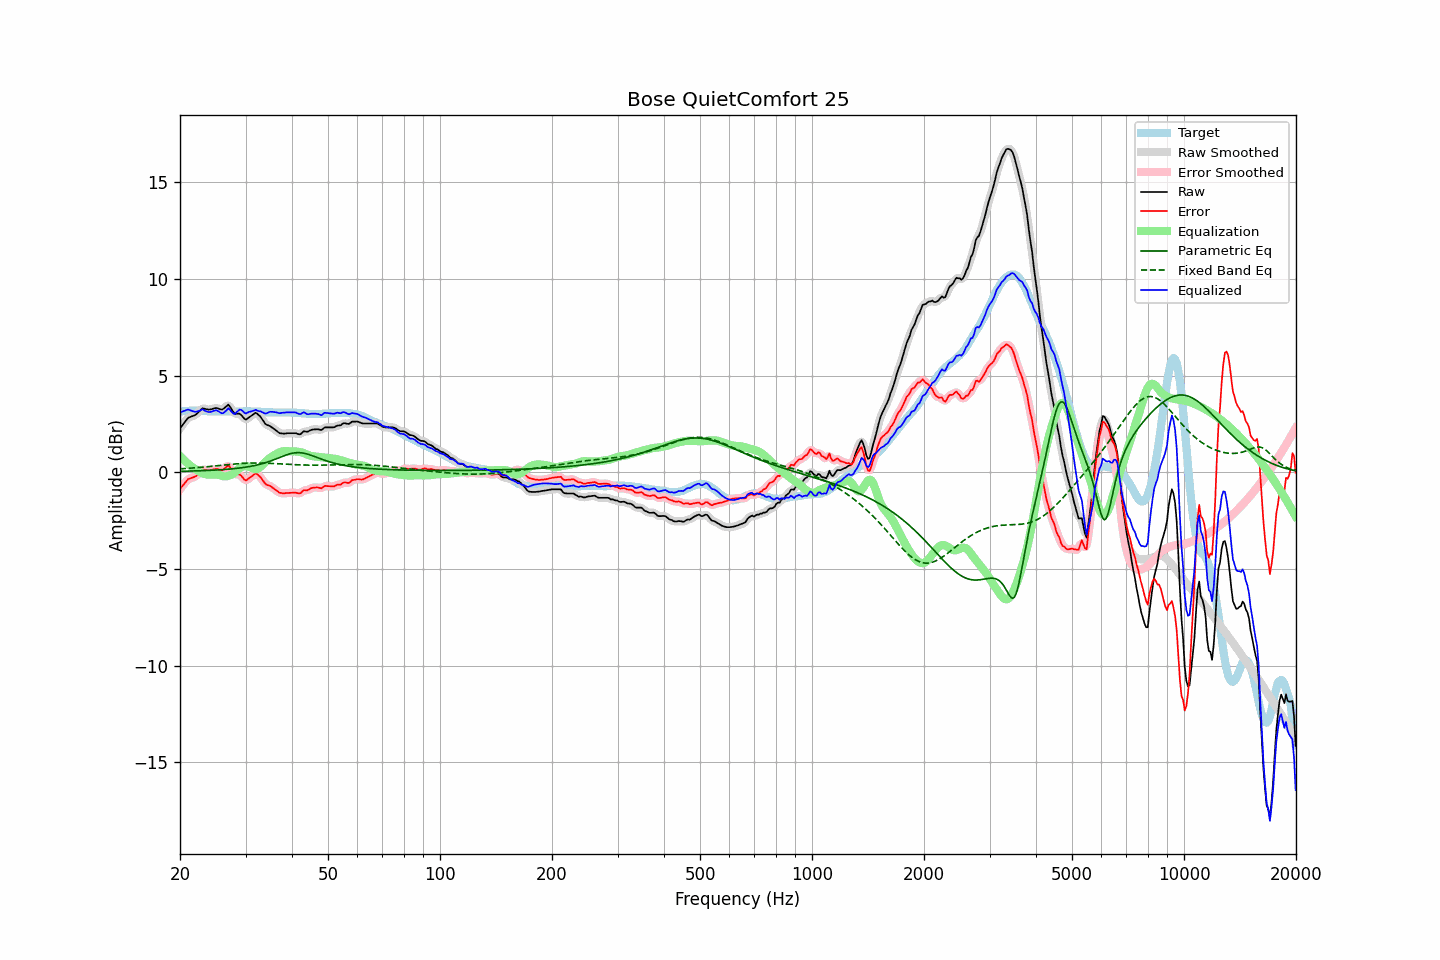 Bose QuietComfort 25
Amplitude (dBr)
15
10
5
0
−5
−10
−15
Target
Raw Smoothed
Error Smoothed
Raw
Error
Equalization
Parametric Eq
Fixed Band Eq
Equalized
20 50 100 200 500 1000 2000 5000 10000 20000
Frequency (Hz)